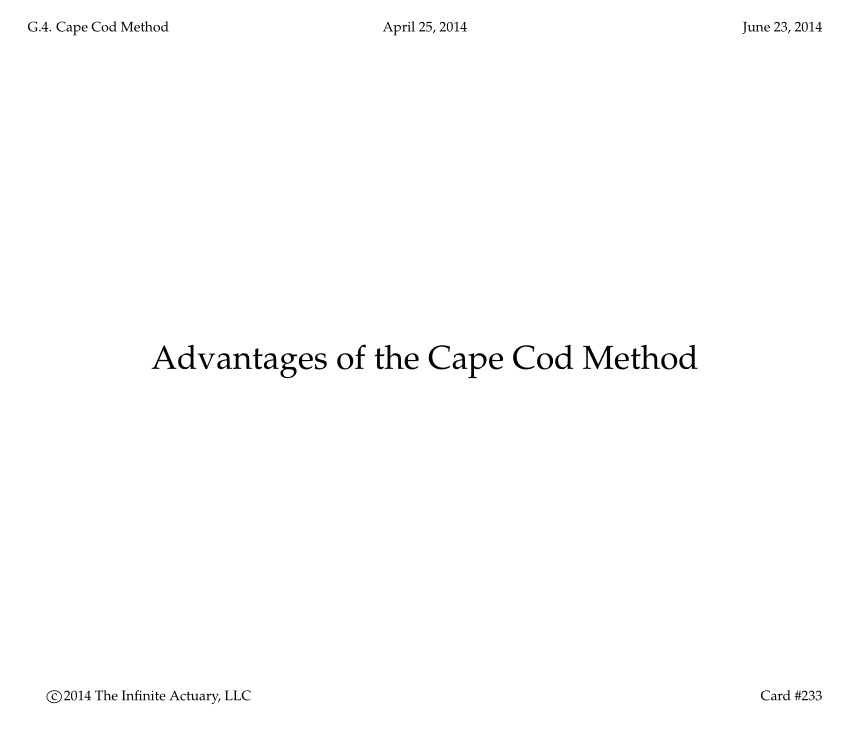 G.4. Cape Cod Method April 25, 2014 June 23, 2014
Advantages of the Cape Cod Method
©2014 The Infinite Actuary, LLC Card #233